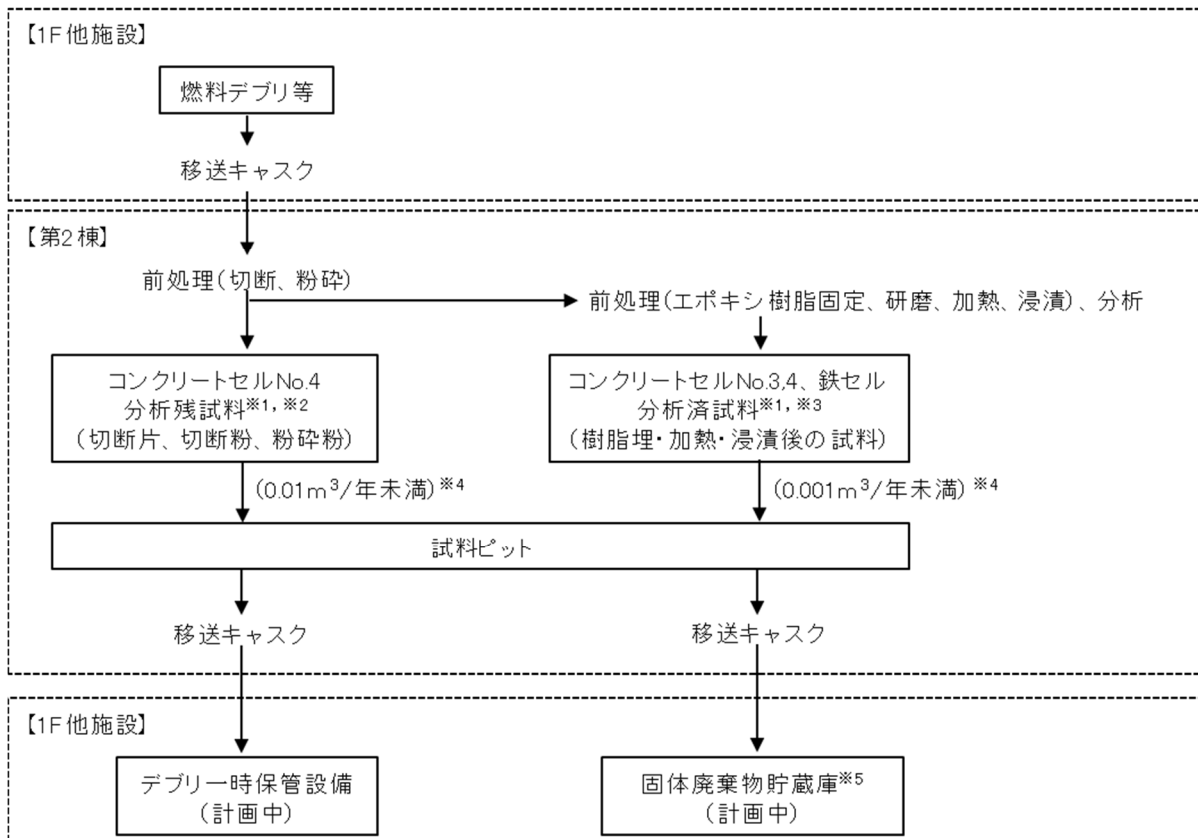 【1F他施設】
燃料デブリ等
移送キャスク
【第2棟】
前処理(切断、粉砕)
前処理(エポキシ樹脂固定、研磨、加熱、浸漬)、分析
コンクリートセルNo.4
分析残試料※1,※2
(切断片、切断粉、粉砕粉)
コンクリートセルNo.3,4、鉄セル
分析済試料※1,※3
(樹脂埋・加熱・浸漬後の試料)
(0.01m³/年未満)※4
(0.001m³/年未満)※4
試料ピット
移送キャスク
移送キャスク
【1F他施設】
デブリ一時保管設備
(計画中)
固体廃棄物貯蔵庫※5
(計画中)